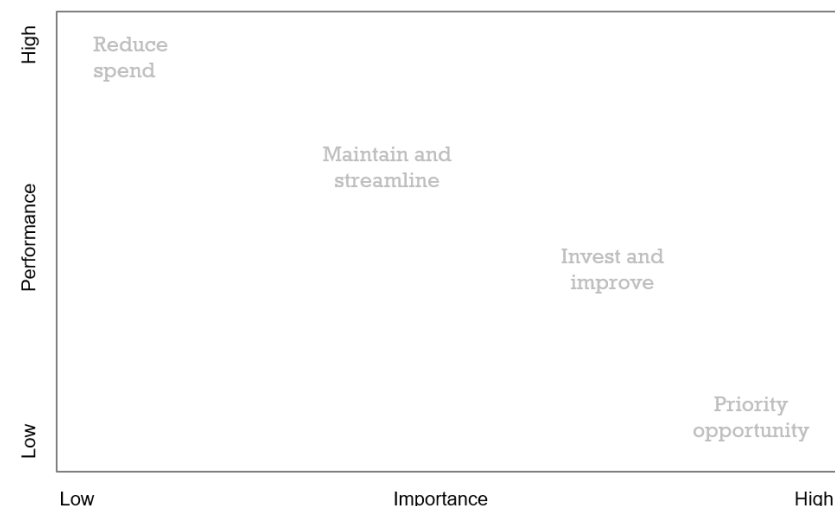 High
Reduce
spend
Maintain and
streamline
Performance
Invest and
improve
Priority
opportunity
Low
Low
Importance
High